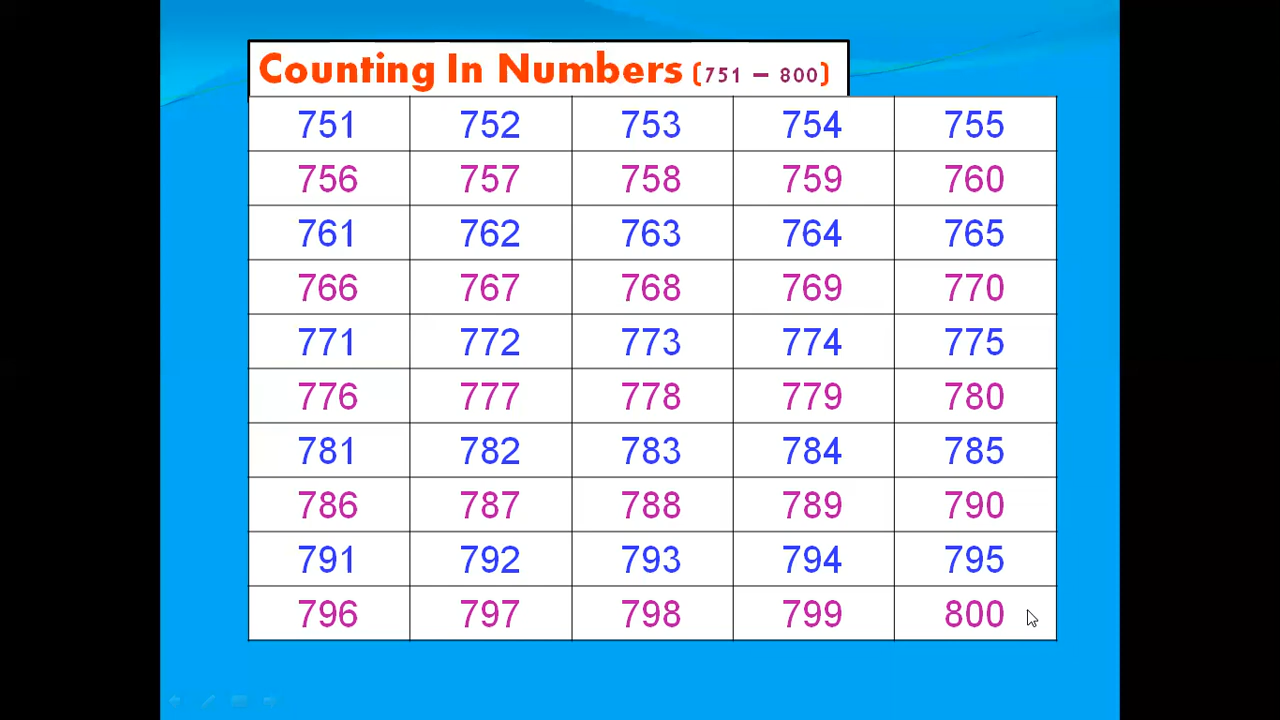 Counting In Numbers (751 – 800)
751 752 753 754 755
756 757 758 759 760
761 762 763 764 765
766 767 768 769 770
771 772 773 774 775
776 777 778 779 780
781 782 783 784 785
786 787 788 789 790
791 792 793 794 795
796 797 798 799 800